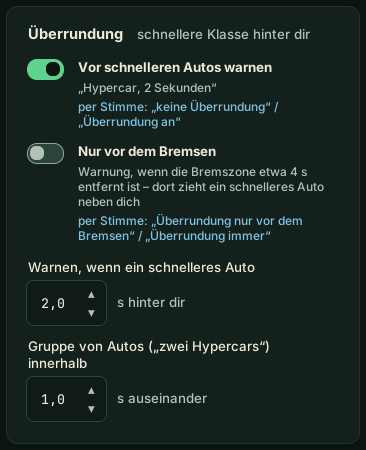 Überrundung schnellere Klasse hinter dir
Vor schnelleren Autos warnen
„Hypercar, 2 Sekunden“
per Stimme: „keine Überrundung“ /
„Überrundung an“
Nur vor dem Bremsen
Warnung, wenn die Bremszone etwa 4 s
entfernt ist – dort zieht ein schnelleres Auto
neben dich
per Stimme: „Überrundung nur vor dem
Bremsen“ / „Überrundung immer“
Warnen, wenn ein schnelleres Auto
2,0 s hinter dir
Gruppe von Autos („zwei Hypercars“)
innerhalb
1,0 s auseinander